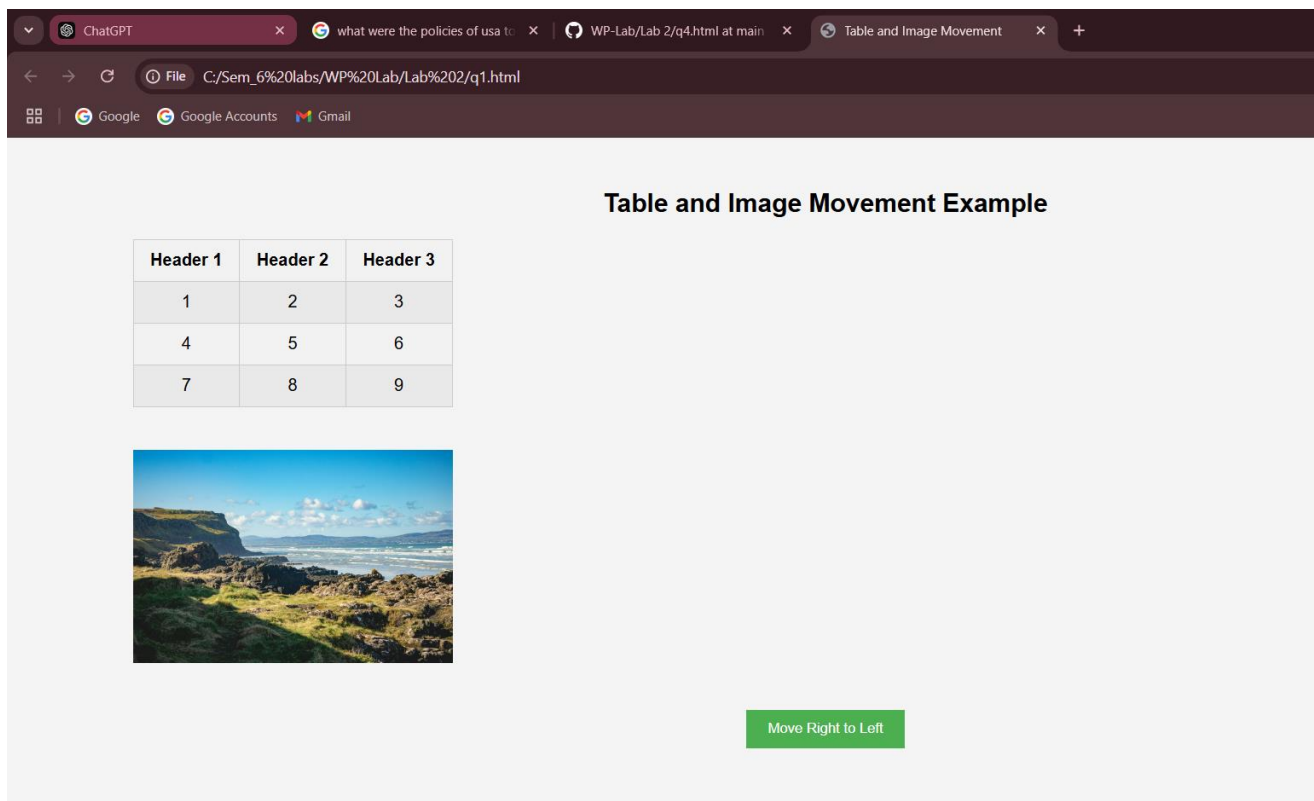 ChatGPT
what were the policies of usa to
WP-Lab/Lab 2/q4.html at main
Table and Image Movement
File C:/Sem_6%20labs/WP%20Lab/Lab%202/q1.html
Google Google Accounts Gmail
Table and Image Movement Example
Header 1 Header 2 Header 3
1 2 3
4 5 6
7 8 9
Move Right to Left